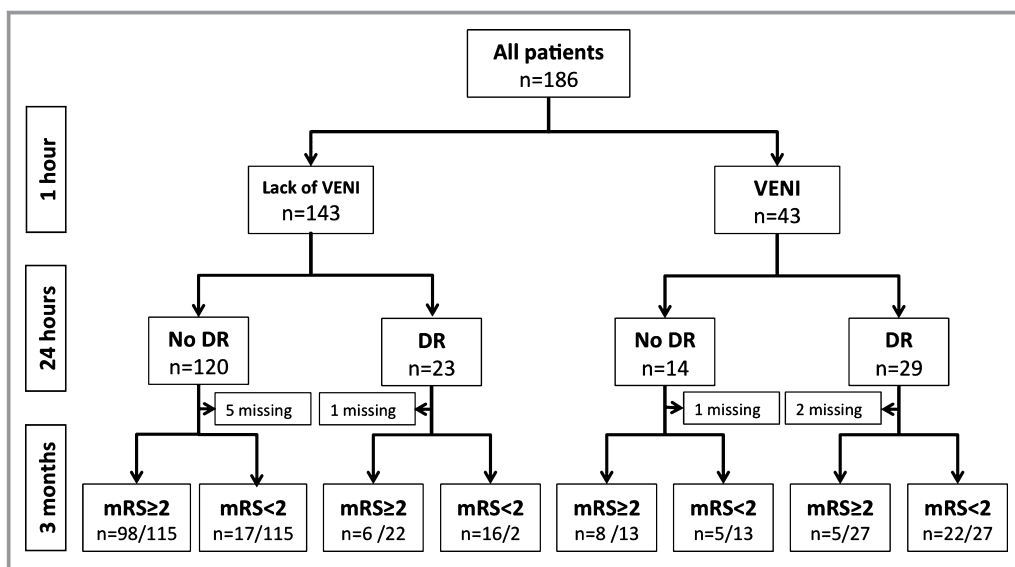 All patients
n=186
1 hour
Lack of VENI
n=143
VENI
n=43
24 hours
No DR
n=120
DR
n=23
No DR
n=14
DR
n=29
5 missing
1 missing
1 missing
2 missing
3 months
mRS≥2
n=98/115
mRS<2
n=17/115
mRS≥2
n=6 /22
mRS<2
n=16/2
mRS≥2
n=8 /13
mRS<2
n=5/13
mRS≥2
n=5/27
mRS<2
n=22/27